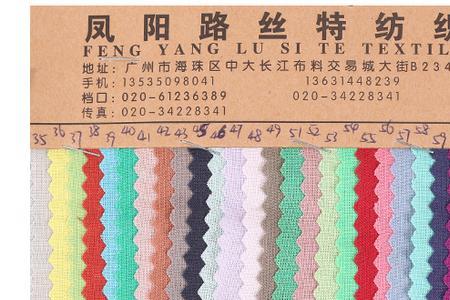 凤阳路丝特纺纟
FENG YANG LU SI TE TEXTIL
地址:广州市海珠区中大长江布料交易城大街B234
手机:13535098041 13631448239
档口:020-61236389 020-34228341
传真:020-34228341
35 36 37 38 39 40 41 42 43 45 46 47 48 49 51 52 53 54 55 56 57 58 59